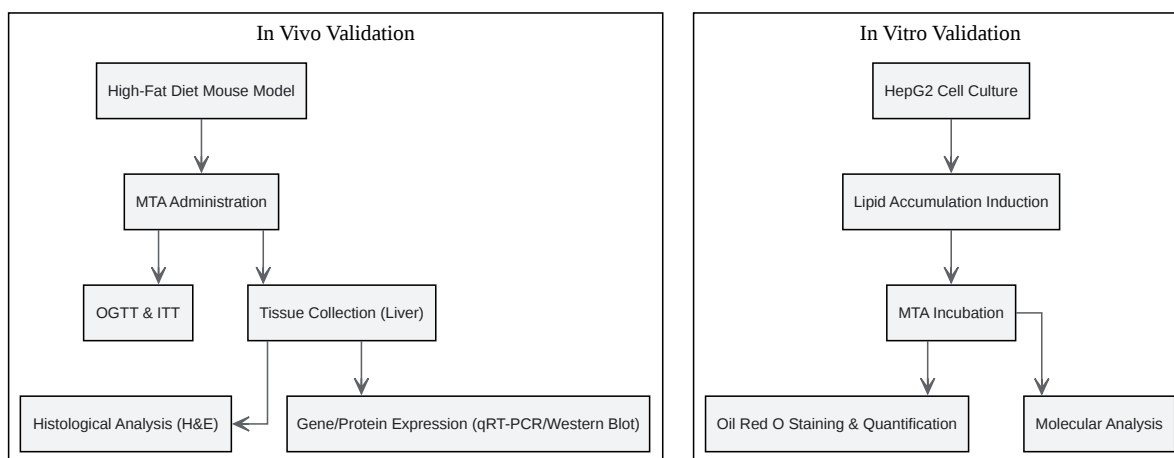 In Vivo Validation
High-Fat Diet Mouse Model
MTA Administration
OGTT & ITT
Tissue Collection (Liver)
Histological Analysis (H&E)
Gene/Protein Expression (qRT-PCR/Western Blot)
In Vitro Validation
HepG2 Cell Culture
Lipid Accumulation Induction
MTA Incubation
Oil Red O Staining & Quantification
Molecular Analysis